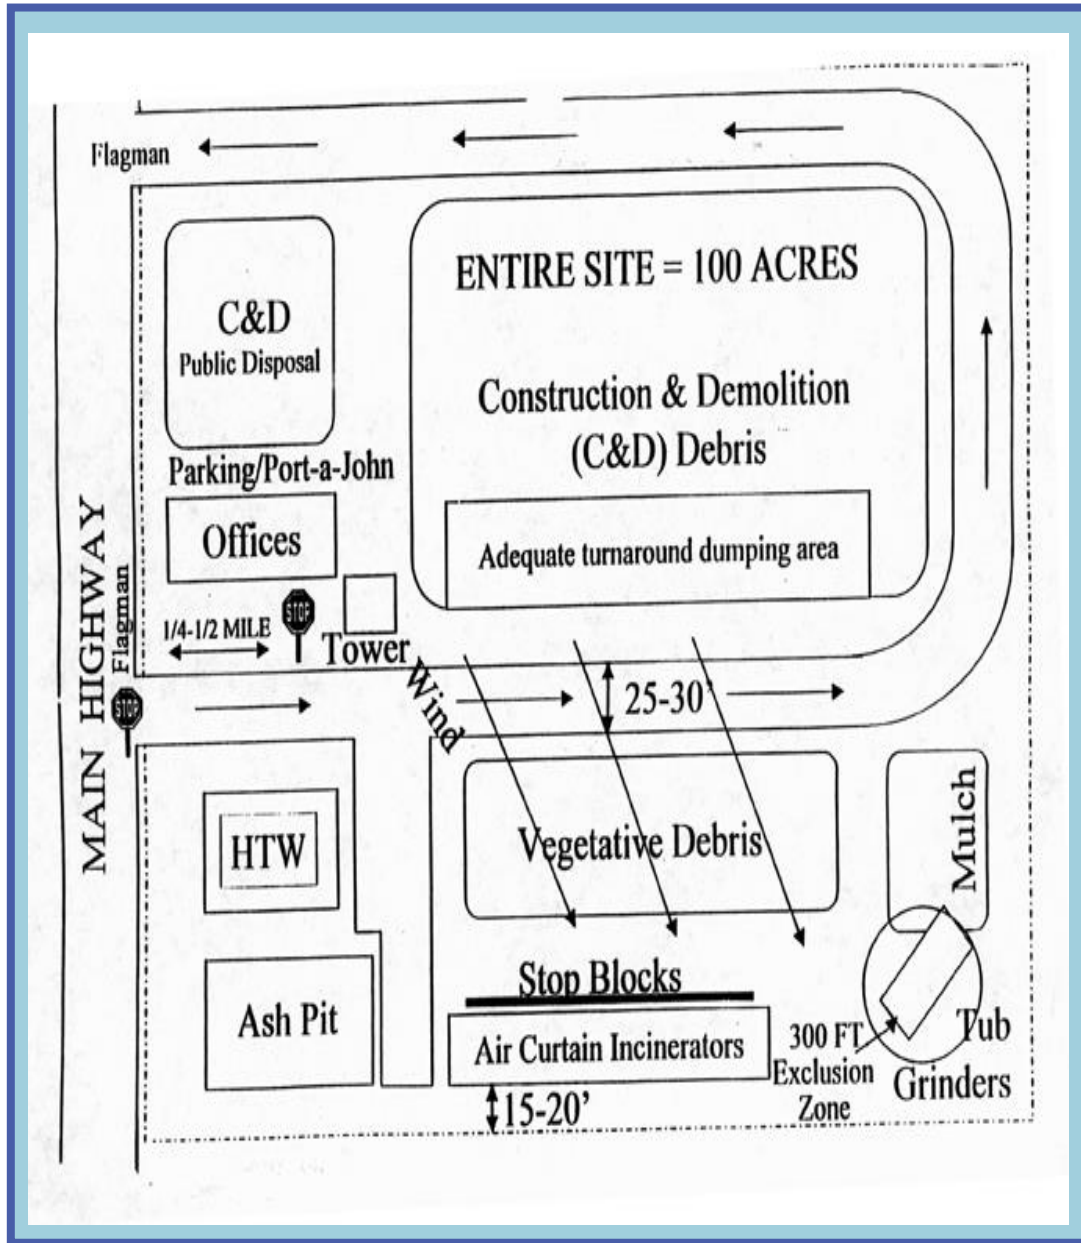 Flagman
ENTIRE SITE = 100 ACRES
C&D
Public Disposal
Construction & Demolition
(C&D) Debris
Parking/Port-a-John
Offices
Adequate turnaround dumping area
MAIN HIGHWAY
Flagman
STOP
1/4-1/2 MILE
Tower
Wind
STOP
25-30'
HTW
Vegetative Debris
Mulch
Stop Blocks
Ash Pit
Air Curtain Incinerators
300 FT
Exclusion
Zone
Tub
Grinders
15-20'